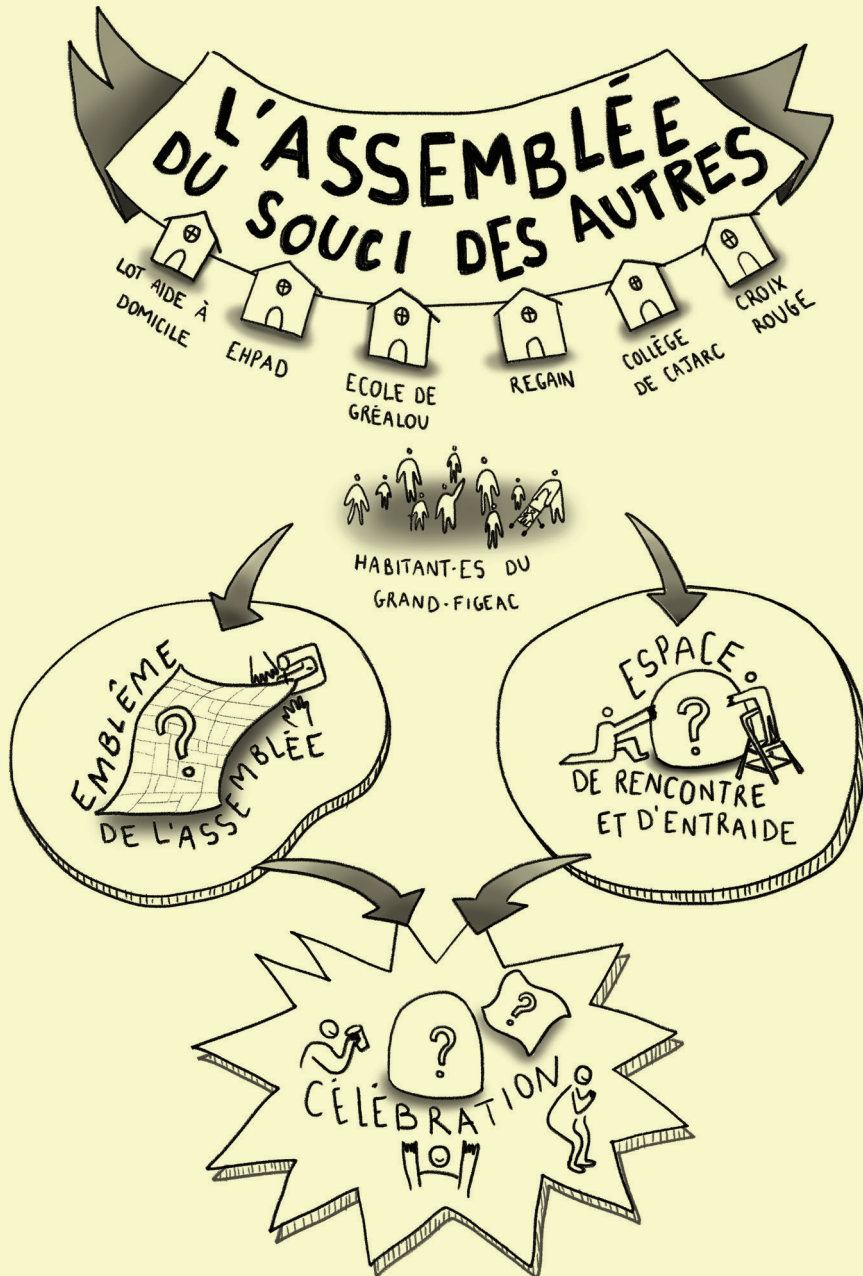 L'ASSEMBLÉE
DU SOUCI DES AUTRES
LOT AIDE À
DOMICILE
EHPAD
ECOLE DE
GRÉALOU
REGAIN
COLLÈGE
DE CAJARC
CROIX
ROUGE
HABITANT·ES DU
GRAND-FIGEAC
EMBLÊME
?
DE L'ASSEMBLÉE
ESPACE
?
DE RENCONTRE
ET D'ENTRAIDE
?
?
CÉLÉBRATION